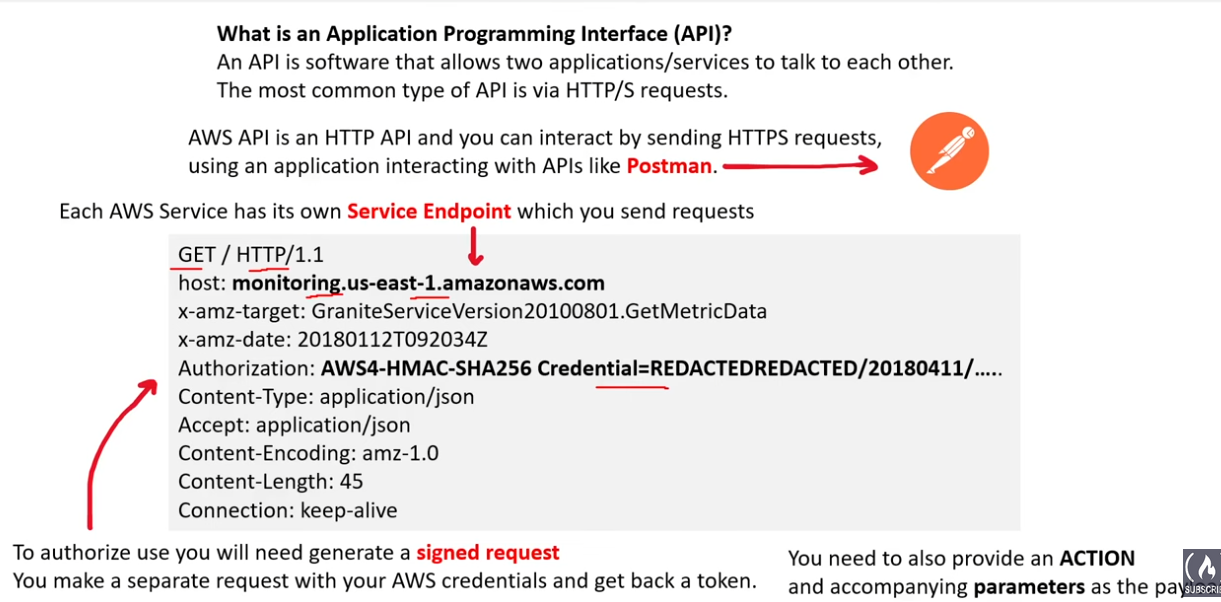 What is an Application Programming Interface (API)?
An API is software that allows two applications/services to talk to each other.
The most common type of API is via HTTP/S requests.
AWS API is an HTTP API and you can interact by sending HTTPS requests,
using an application interacting with APIs like Postman.
Each AWS Service has its own Service Endpoint which you send requests
GET / HTTP/1.1
host: monitoring.us-east-1.amazonaws.com
x-amz-target: GraniteServiceVersion20100801.GetMetricData
x-amz-date: 20180112T092034Z
Authorization: AWS4-HMAC-SHA256 Credential=REDACTEDREDACTED/20180411/.....
Content-Type: application/json
Accept: application/json
Content-Encoding: amz-1.0
Content-Length: 45
Connection: keep-alive
To authorize use you will need generate a signed request
You make a separate request with your AWS credentials and get back a token.
You need to also provide an ACTION
and accompanying parameters as the